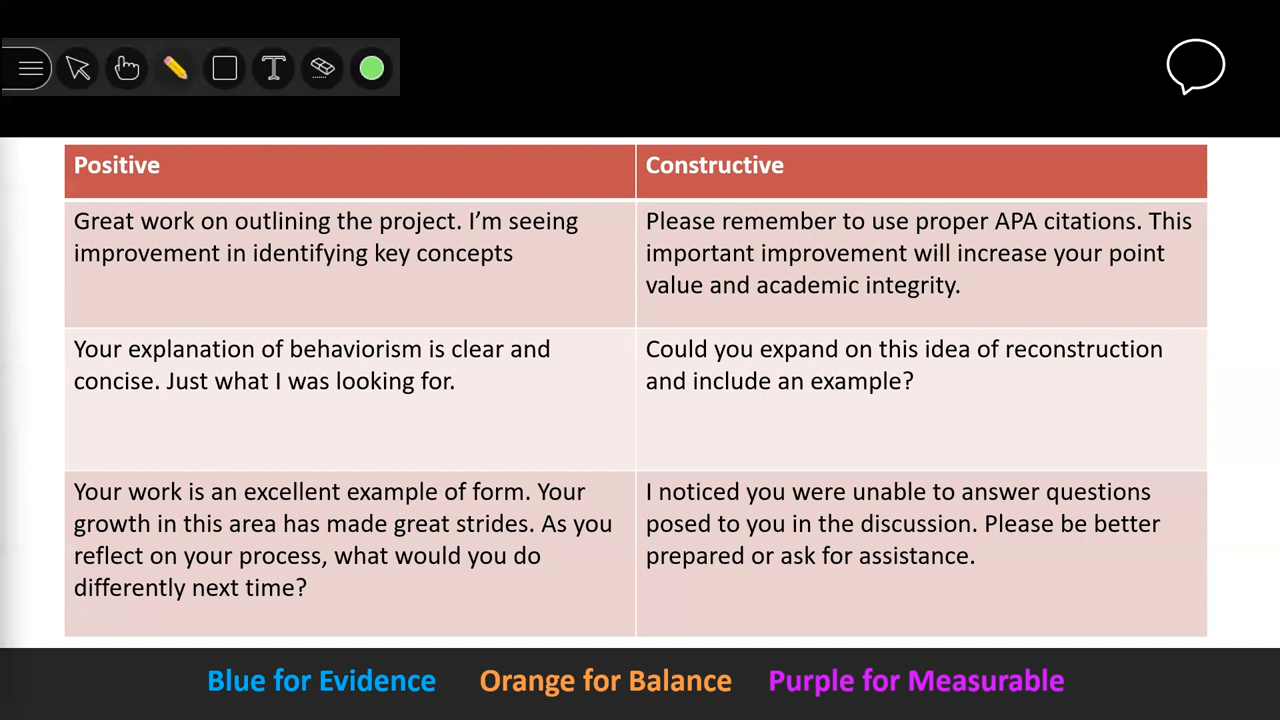 Positive
Constructive
Great work on outlining the project. I’m seeing
improvement in identifying key concepts
Please remember to use proper APA citations. This
important improvement will increase your point
value and academic integrity.
Your explanation of behaviorism is clear and
concise. Just what I was looking for.
Could you expand on this idea of reconstruction
and include an example?
Your work is an excellent example of form. Your
growth in this area has made great strides. As you
reflect on your process, what would you do
differently next time?
I noticed you were unable to answer questions
posed to you in the discussion. Please be better
prepared or ask for assistance.
Blue for Evidence Orange for Balance Purple for Measurable